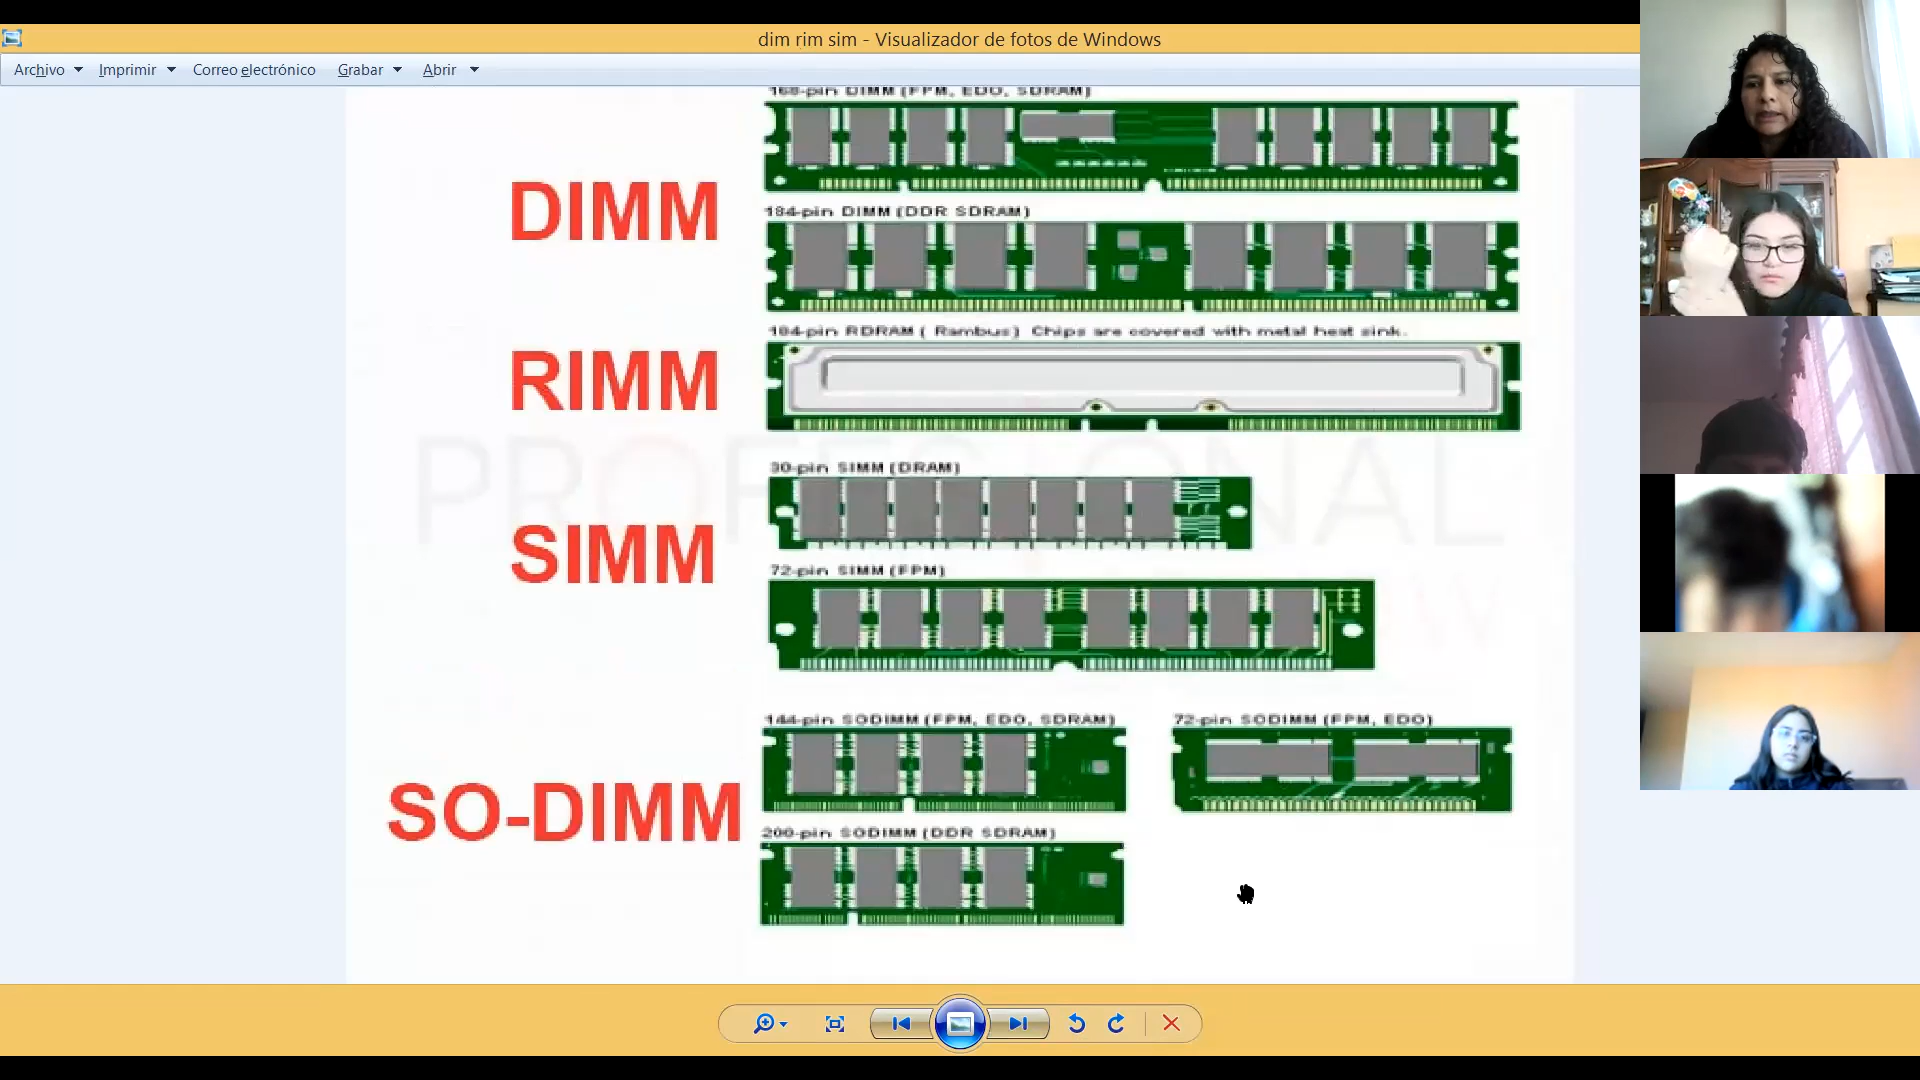 dim rim sim - Visualizador de fotos de Windows
Archivo Imprimir Correo electrónico Grabar Abrir
168-pin DIMM (FPM, EDO, SDRAM)
DIMM
184-pin DIMM (DDR SDRAM)
184-pin RDRAM ( Rambus) Chips are covered with metal heat sink.
RIMM
30-pin SIMM (DRAM)
PROFESIONAL
SIMM
72-pin SIMM (FPM)
144-pin SODIMM (FPM, EDO, SDRAM) 72-pin SODIMM (FPM, EDO)
SO-DIMM
200-pin SODIMM (DDR SDRAM)